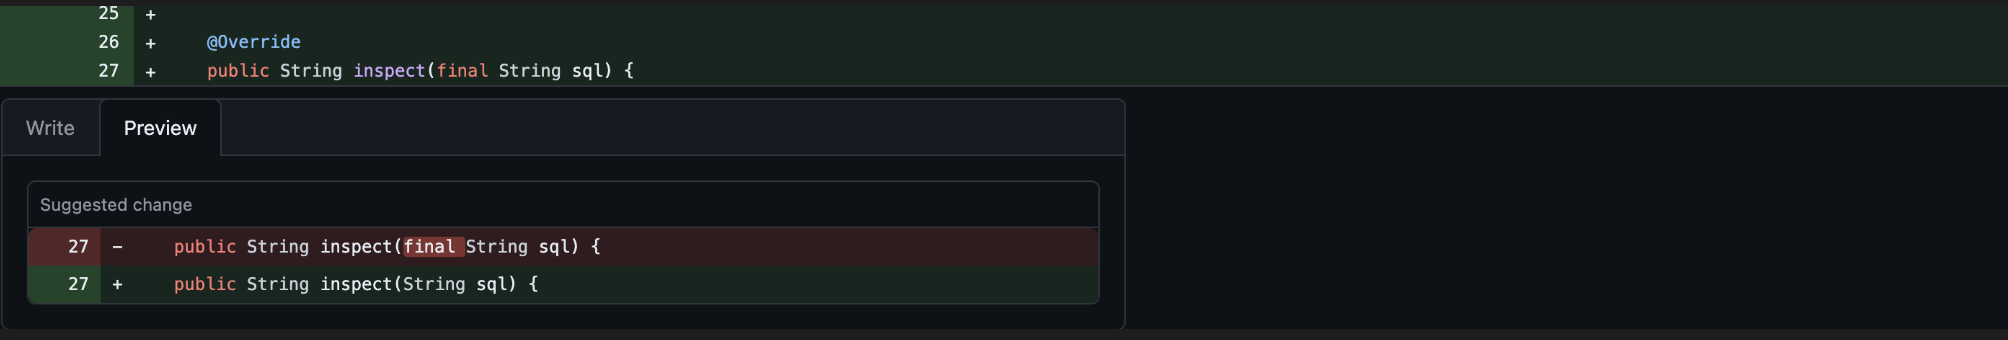 25 +
26 + @Override
27 + public String inspect(final String sql) {
Write Preview
Suggested change
27 - public String inspect(final String sql) {
27 + public String inspect(String sql) {